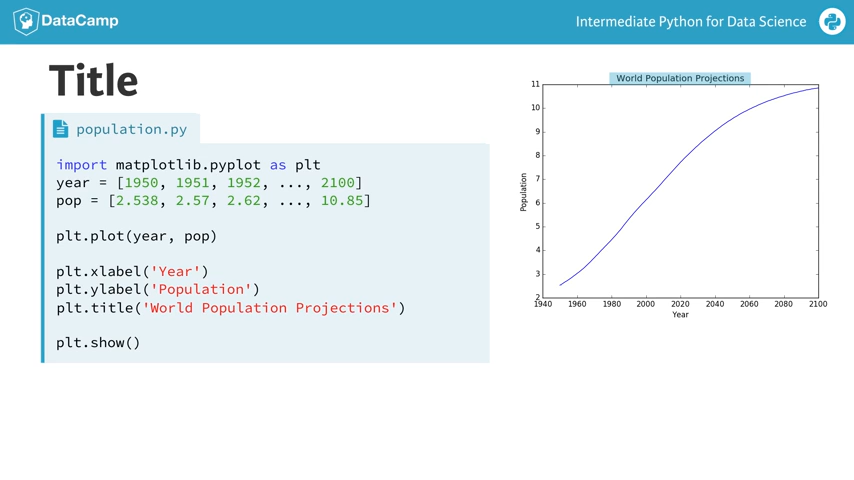 DataCamp
Intermediate Python for Data Science
Title
population.py
import matplotlib.pyplot as plt
year = [1950, 1951, 1952, ..., 2100]
pop = [2.538, 2.57, 2.62, ..., 10.85]
plt.plot(year, pop)
plt.xlabel('Year')
plt.ylabel('Population')
plt.title('World Population Projections')
plt.show()
World Population Projections
11
10
9
8
7
6
5
4
3
2
Population
1940 1960 1980 2000 2020 2040 2060 2080 2100
Year